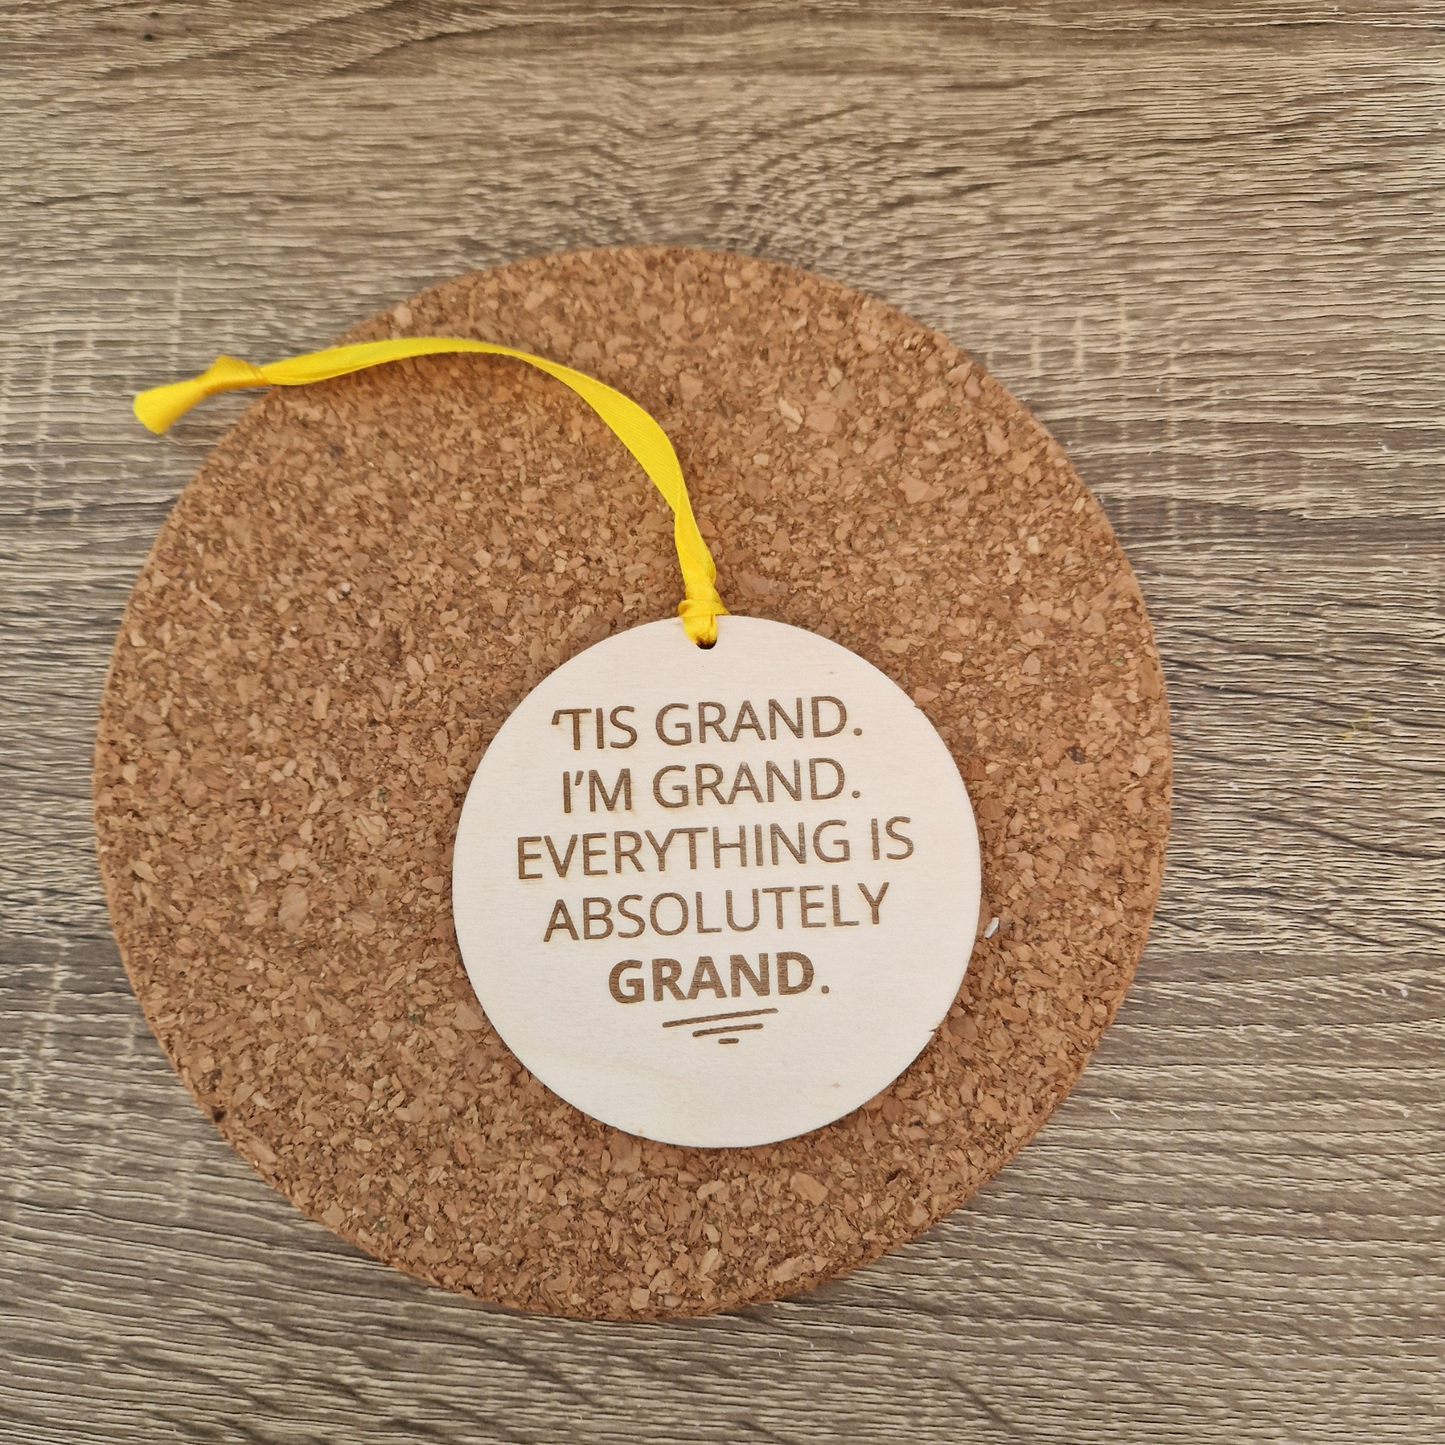 ‘TIS GRAND.
I’M GRAND.
EVERYTHING IS
ABSOLUTELY
GRAND.